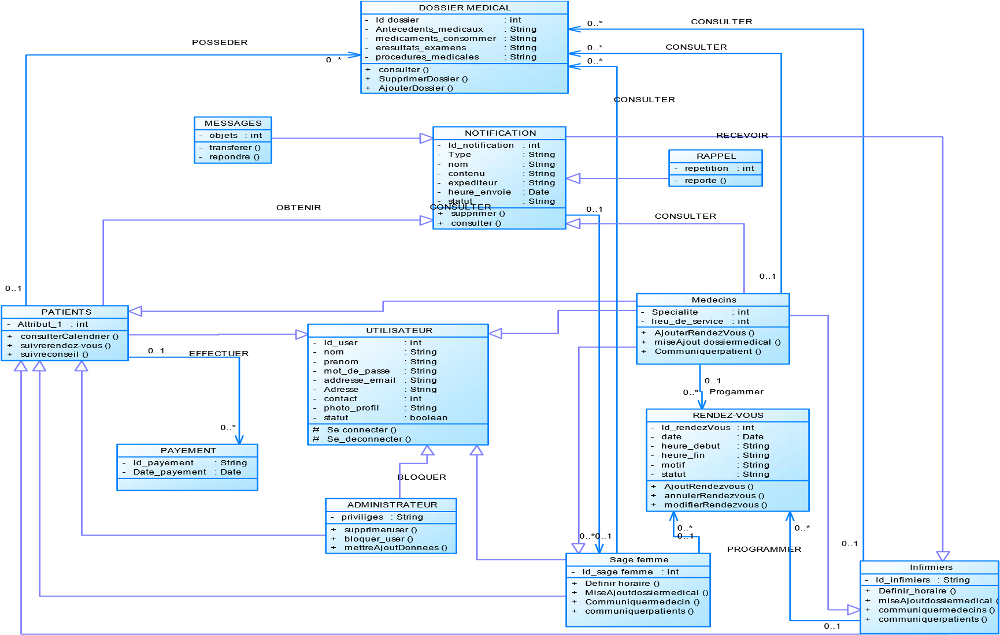 DOSSIER MEDICAL
- Id dossier : int
- Antecedents_medicaux : String
- medicaments_consommer : String
- eresultats_examens : String
- procedures_medicales : String
+ consulter ()
+ SupprimerDossier ()
+ AjouterDossier ()
0..*
CONSULTER
0..*
CONSULTER
0..*
CONSULTER
POSSEDER
0..*
MESSAGES
- objets : int
- transferer ()
- repondre ()
NOTIFICATION
- Id_notification : int
- Type : String
- nom : String
- contenu : String
- expediteur : String
- heure_envoie : Date
- statut : String
CONSULTER
+ supprimer ()
+ consulter ()
RECEVOIR
RAPPEL
- repetition : int
- reporte ()
OBTENIR
0..1
CONSULTER
0..1
0..1
PATIENTS
- Attribut_1 : int
+ consulterCalendrier ()
+ suivrerendez-vous ()
+ suivreconseil ()
0..1
EFFECTUER
0..*
UTILISATEUR
- Id_user : int
- nom : String
- prenom : String
- mot_de_passe : String
- addresse_email : String
- Adresse : String
- contact : int
- photo_profil : String
- statut : boolean
# Se connecter ()
# Se_deconnecter ()
Medecins
- Specialite : int
- lieu_de_service : int
+ AjouterRendezVous ()
+ miseAjout dossiermedical ()
+ Communiquerpatient ()
0..1
0..*
Progammer
RENDEZ-VOUS
- Id_rendezVous : int
- date : Date
- heure_debut : String
- heure_fin : String
- motif : String
- statut : String
+ AjoutRendezvous ()
+ annulerRendezvous ()
+ modifierRendezvous ()
PAYEMENT
- Id_payement : String
- Date_payement : Date
BLOQUER
ADMINISTRATEUR
- priviliges : String
+ supprimeruser ()
+ bloquer_user ()
+ mettreAjoutDonnees ()
0..*
0..1
0..*
0..1
0..*
PROGRAMMER
0..1
Sage femme
- Id_sage femme : int
+ Definir horaire ()
+ MiseAjoutdossiermedical ()
+ Communiquermedecin ()
+ communiquerpatients ()
Infirmiers
- Id_infimiers : String
+ Definir_horaire ()
+ miseAjoutdossiermedical (
+ communiquermedecins ()
+ communiquerpatients ()
0..1